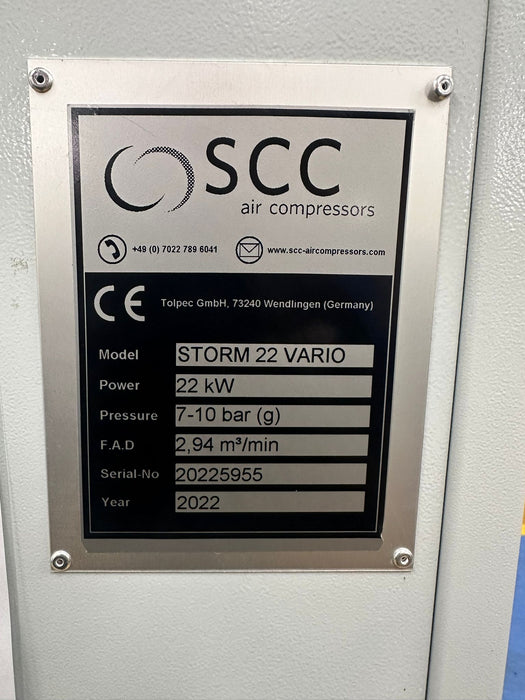 SCC
air compressors
+49 (0) 7022 789 6041 www.scc-aircompressors.com
CE Tolpec GmbH, 73240 Wendlingen (Germany)
Model STORM 22 VARIO
Power 22 kW
Pressure 7-10 bar (g)
F.A.D 2,94 m³/min
Serial-No 20225955
Year 2022